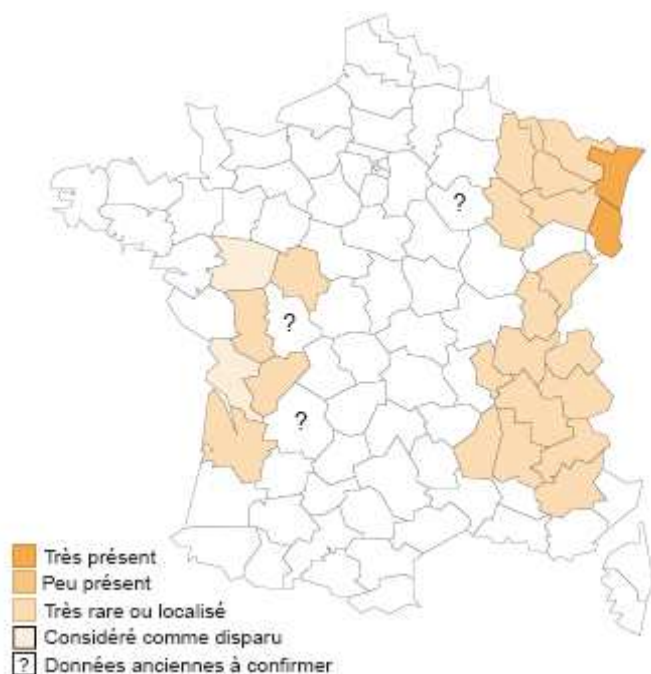 ?
?
?
Très présent
Peu présent
Très rare ou localisé
Considéré comme disparu
? Données anciennes à confirmer